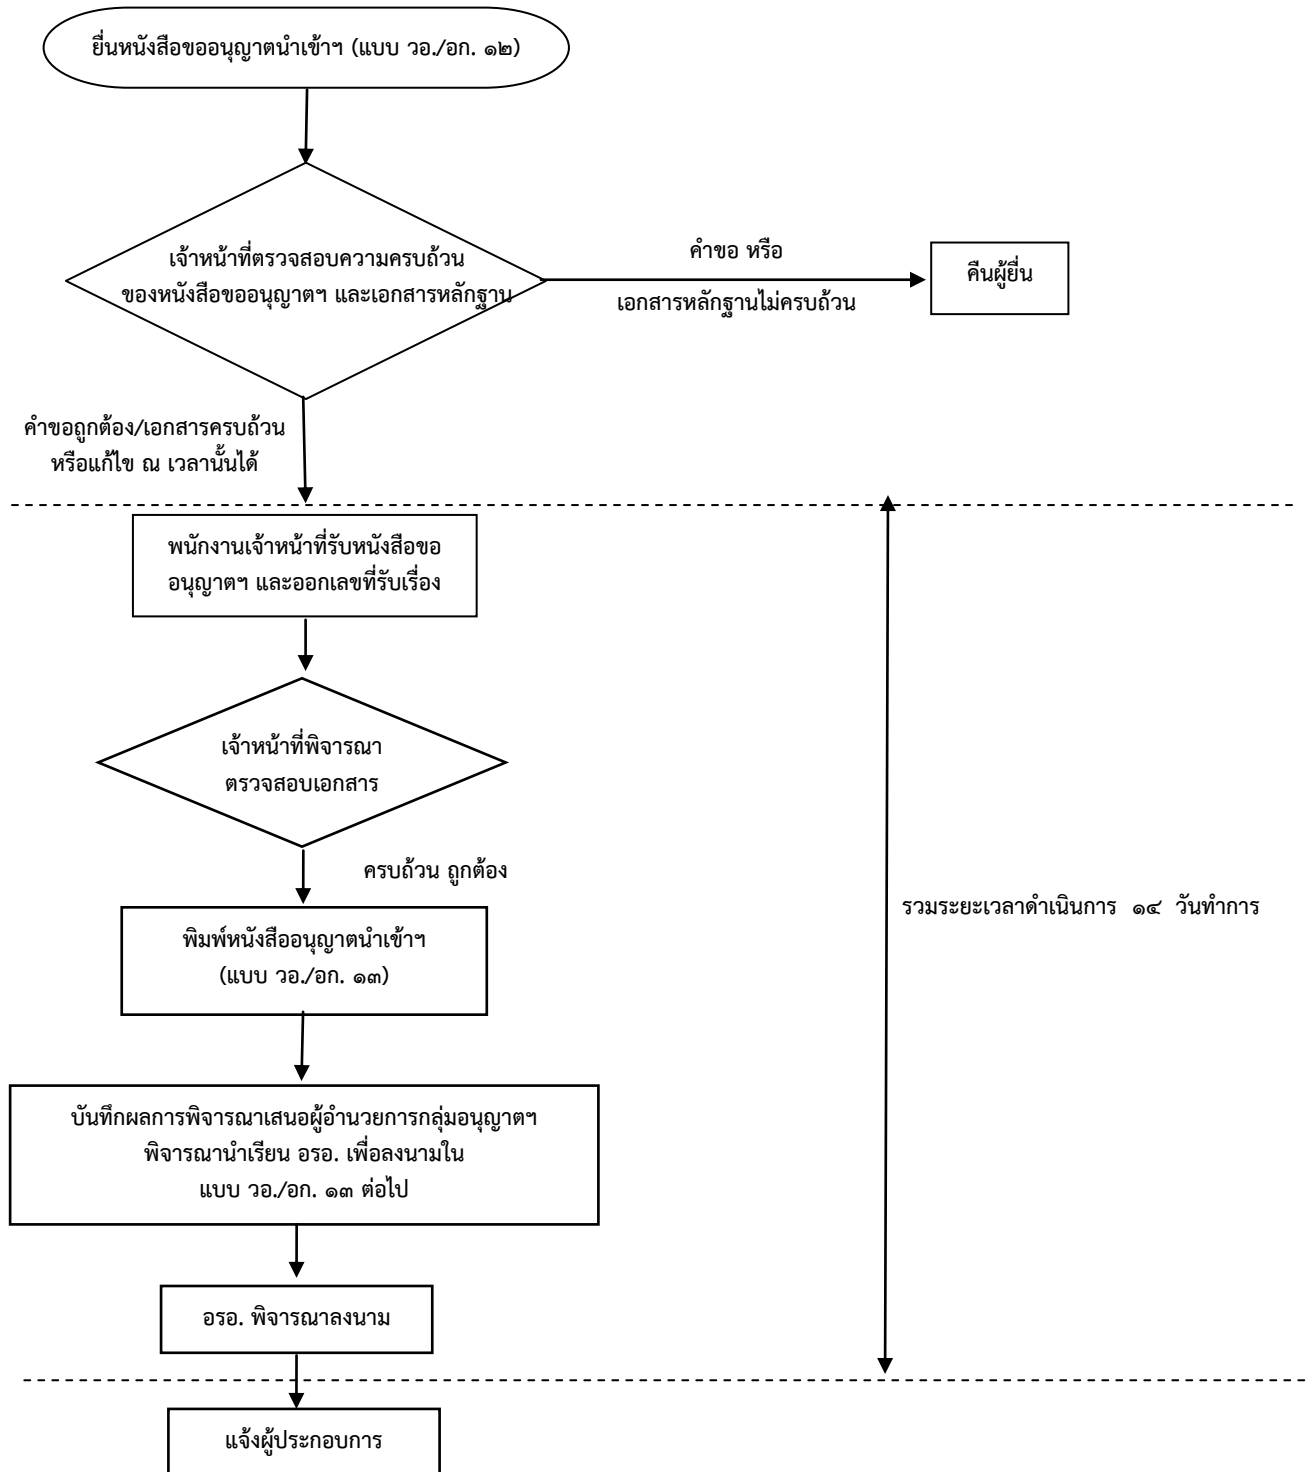 ยื่นหนังสือขออนุญาตนำเข้าฯ (แบบ วอ./อก. ๑๒)
เจ้าหน้าที่ตรวจสอบความครบถ้วน
ของหนังสือขออนุญาตฯ และเอกสารหลักฐาน
คำขอ หรือ
เอกสารหลักฐานไม่ครบถ้วน
คืนผู้ยื่น
คำขอถูกต้อง/เอกสารครบถ้วน
หรือแก้ไข ณ เวลานั้นได้
พนักงานเจ้าหน้าที่รับหนังสือขอ
อนุญาตฯ และออกเลขที่รับเรื่อง
เจ้าหน้าที่พิจารณา
ตรวจสอบเอกสาร
ครบถ้วน ถูกต้อง
รวมระยะเวลาดำเนินการ ๑๔ วันทำการ
พิมพ์หนังสืออนุญาตนำเข้าฯ
(แบบ วอ./อก. ๑๓)
บันทึกผลการพิจารณาเสนอผู้อำนวยการกลุ่มอนุญาตฯ
พิจารณานำเรียน อรอ. เพื่อลงนามใน
แบบ วอ./อก. ๑๓ ต่อไป
อรอ. พิจารณาลงนาม
แจ้งผู้ประกอบการ